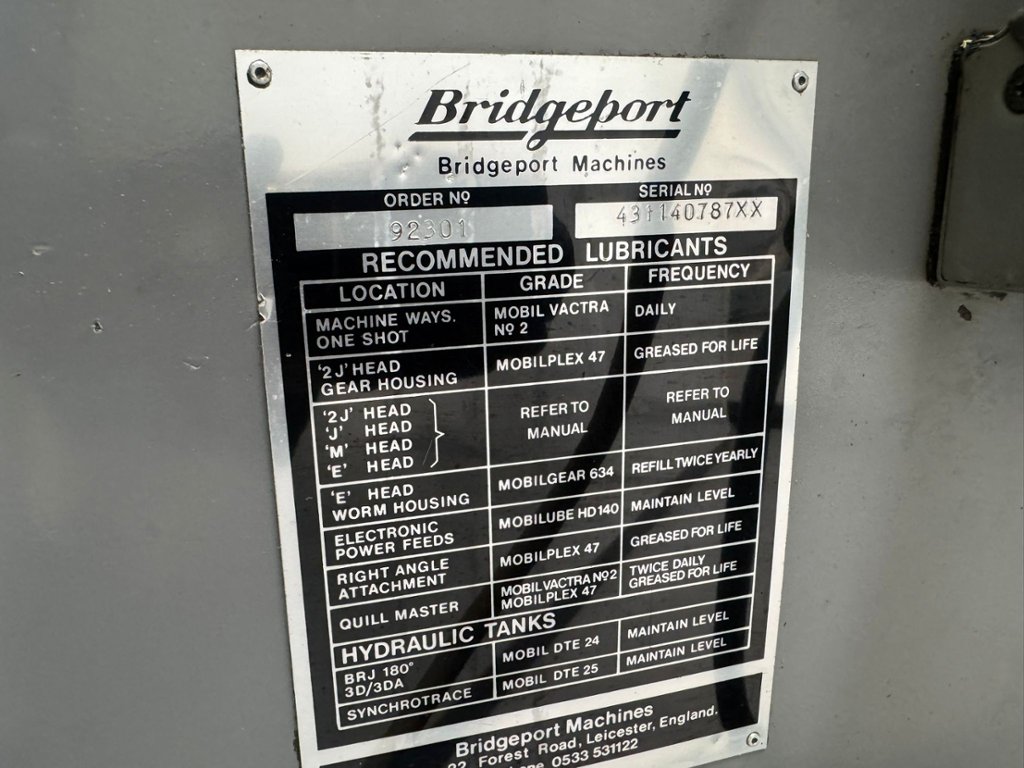 Bridgeport
Bridgeport Machines
ORDER Nº SERIAL Nº
92301 431140787XX
RECOMMENDED LUBRICANTS
LOCATION GRADE FREQUENCY
MACHINE WAYS. MOBIL VACTRA DAILY
ONE SHOT Nº 2
'2J' HEAD MOBILPLEX 47 GREASED FOR LIFE
GEAR HOUSING
'2J' HEAD REFER TO REFER TO
'J' HEAD MANUAL MANUAL
'M' HEAD
'E' HEAD
'E' HEAD MOBILGEAR 634 REFILL TWICE YEARLY
WORM HOUSING
ELECTRONIC MOBILUBE HD140 MAINTAIN LEVEL
POWER FEEDS
RIGHT ANGLE MOBILPLEX 47 GREASED FOR LIFE
ATTACHMENT
QUILL MASTER MOBIL VACTRA Nº2 TWICE DAILY
MOBILPLEX 47 GREASED FOR LIFE
HYDRAULIC TANKS
BRJ 180° MOBIL DTE 24 MAINTAIN LEVEL
3D/3DA
SYNCHROTRACE MOBIL DTE 25 MAINTAIN LEVEL
Bridgeport Machines
Forest Road, Leicester, England.
0533 531122